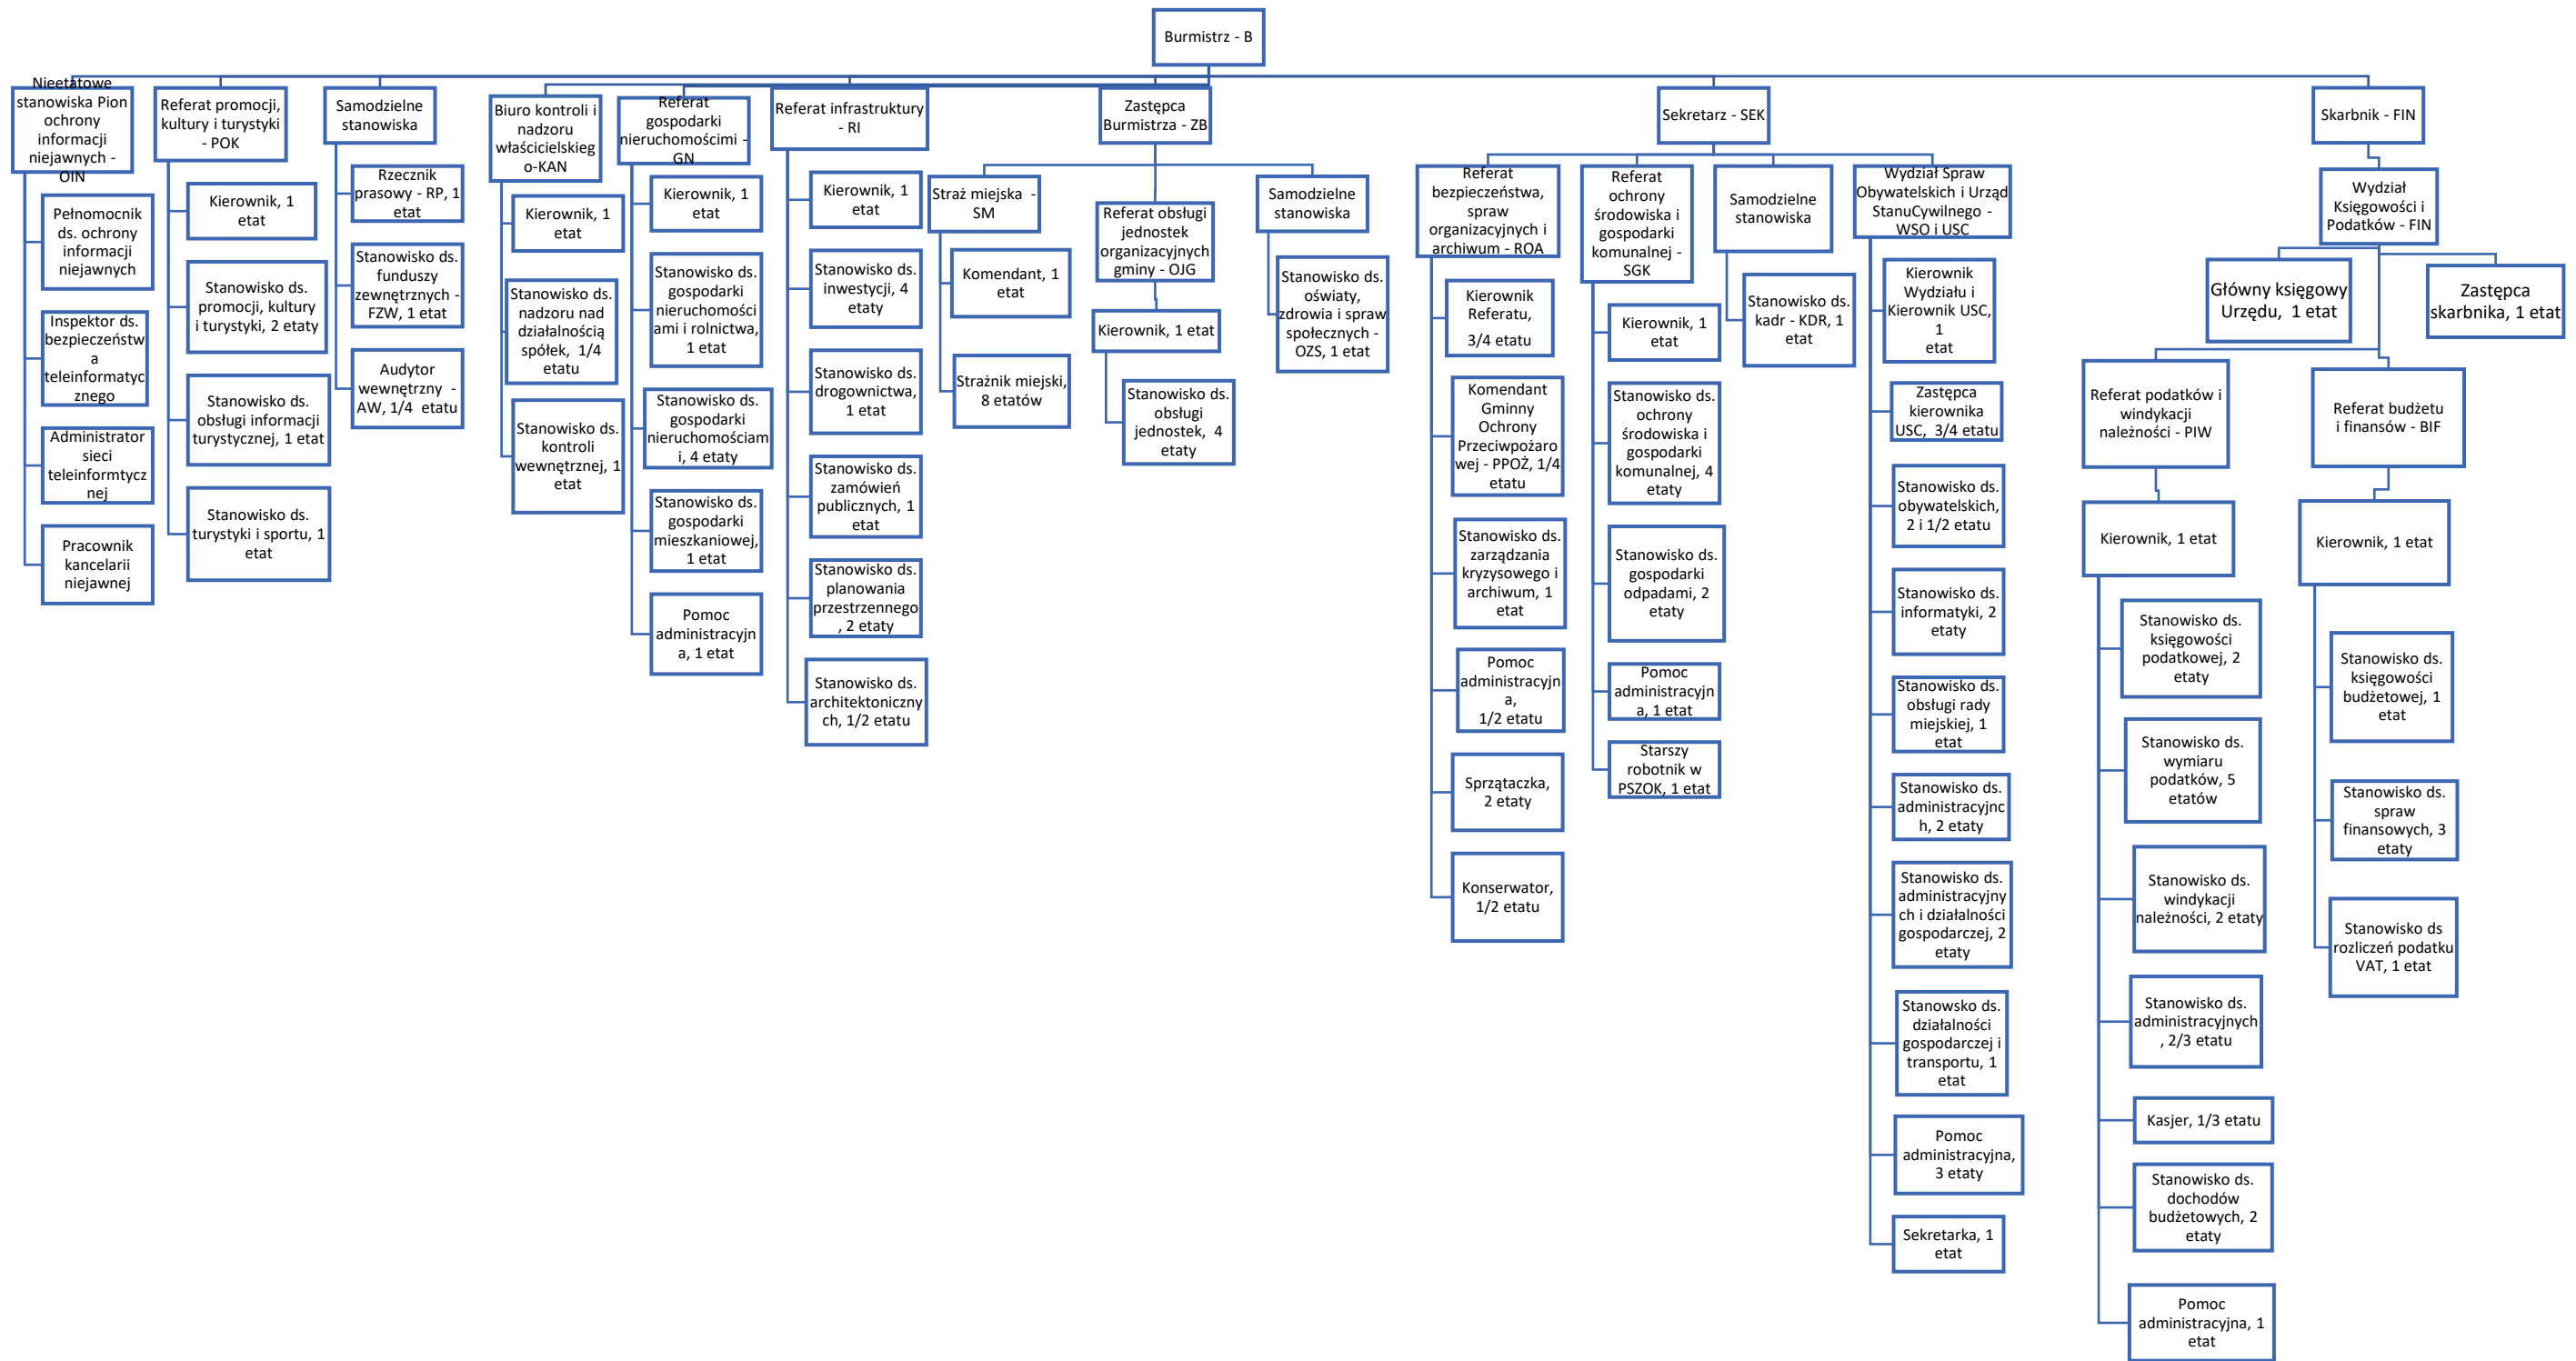 Burmistrz - B
Nieetatowe
stanowiska Pion
ochrony
informacji
niejawnych -
OIN
Pełnomocnik
ds. ochrony
informacji
niejawnych
Inspektor ds.
bezpieczeństw
a
teleinformatyc
znego
Administrator
sieci
teleinformtycz
nej
Pracownik
kancelarii
niejawnej
Referat promocji,
kultury i turystyki
- POK
Kierownik, 1
etat
Stanowisko ds.
promocji, kultury
i turystyki, 2 etaty
Stanowisko ds.
obsługi informacji
turystycznej, 1 etat
Stanowisko ds.
turystyki i sportu, 1
etat
Samodzielne
stanowiska
Rzecznik
prasowy - RP, 1
etat
Stanowisko ds.
funduszy
zewnętrznych -
FZW, 1 etat
Audytor
wewnętrzny -
AW, 1/4 etatu
Biuro kontroli i
nadzoru
właścicielskieg
o-KAN
Kierownik, 1
etat
Stanowisko ds.
nadzoru nad
działalnością
spółek, 1/4
etatu
Stanowisko ds.
kontroli
wewnętrznej, 1
etat
Referat
gospodarki
nieruchomościmi -
GN
Kierownik, 1
etat
Stanowisko ds.
gospodarki
nieruchomości
ami i rolnictwa,
1 etat
Stanowisko ds.
gospodarki
nieruchomościam
i, 4 etaty
Stanowisko ds.
gospodarki
mieszkaniowej,
1 etat
Pomoc
administracyjn
a, 1 etat
Referat infrastruktury
- RI
Kierownik, 1
etat
Stanowisko ds.
inwestycji, 4
etaty
Stanowisko ds.
drogownictwa,
1 etat
Stanowisko ds.
zamówień
publicznych, 1
etat
Stanowisko ds.
planowania
przestrzennego
, 2 etaty
Stanowisko ds.
architektoniczny
ch, 1/2 etatu
Zastępca
Burmistrza - ZB
Straż miejska -
SM
Komendant, 1
etat
Strażnik miejski,
8 etatów
Referat obsługi
jednostek
organizacyjnych
gminy - OJG
Kierownik, 1 etat
Stanowisko ds.
obsługi
jednostek, 4
etaty
Samodzielne
stanowiska
Stanowisko ds.
oświaty,
zdrowia i spraw
społecznych -
OZS, 1 etat
Sekretarz - SEK
Referat
bezpieczeństwa,
spraw
organizacyjnych i
archiwum - ROA
Kierownik
Referatu,
3/4 etatu
Komendant
Gminny
Ochrony
Przeciwpożaro
wej - PPOŻ, 1/4
etatu
Stanowisko ds.
zarządzania
kryzysowego i
archiwum, 1
etat
Pomoc
administracyjn
a,
1/2 etatu
Sprzątaczka,
2 etaty
Konserwator,
1/2 etatu
Referat
ochrony
środowiska i
gospodarki
komunalnej -
SGK
Kierownik, 1
etat
Stanowisko ds.
ochrony
środowiska i
gospodarki
komunalnej, 4
etaty
Stanowisko ds.
gospodarki
odpadami, 2
etaty
Pomoc
administracyjn
a, 1 etat
Starszy
robotnik w
PSZOK, 1 etat
Samodzielne
stanowiska
Stanowisko ds.
kadr - KDR, 1
etat
Wydział Spraw
Obywatelskich i Urząd
StanuCywilnego -
WSO i USC
Kierownik
Wydziału i
Kierownik USC,
1
etat
Zastępca
kierownika
USC, 3/4 etatu
Stanowisko ds.
obywatelskich,
2 i 1/2 etatu
Stanowisko ds.
informatyki, 2
etaty
Stanowisko ds.
obsługi rady
miejskiej, 1
etat
Stanowisko ds.
administracyjnc
h, 2 etaty
Stanowisko ds.
administracyjny
ch i działalności
gospodarczej, 2
etaty
Stanowsko ds.
działalności
gospodarczej i
transportu, 1
etat
Pomoc
administracyjna,
3 etaty
Sekretarka, 1
etat
Skarbnik - FIN
Wydział
Księgowości i
Podatków - FIN
Główny księgowy
Urzędu, 1 etat
Zastępca
skarbnika, 1 etat
Referat podatków i
windykacji
należności - PIW
Kierownik, 1 etat
Stanowisko ds.
księgowości
podatkowej, 2
etaty
Stanowisko ds.
wymiaru
podatków, 5
etatów
Stanowisko ds.
windykacji
należności, 2 etaty
Stanowisko ds.
administracyjnych
, 2/3 etatu
Kasjer, 1/3 etatu
Stanowisko ds.
dochodów
budżetowych, 2
etaty
Pomoc
administracyjna, 1
etat
Referat budżetu
i finansów - BIF
Kierownik, 1 etat
Stanowisko ds.
księgowości
budżetowej, 1
etat
Stanowisko ds.
spraw
finansowych, 3
etaty
Stanowisko ds
rozliczeń podatku
VAT, 1 etat